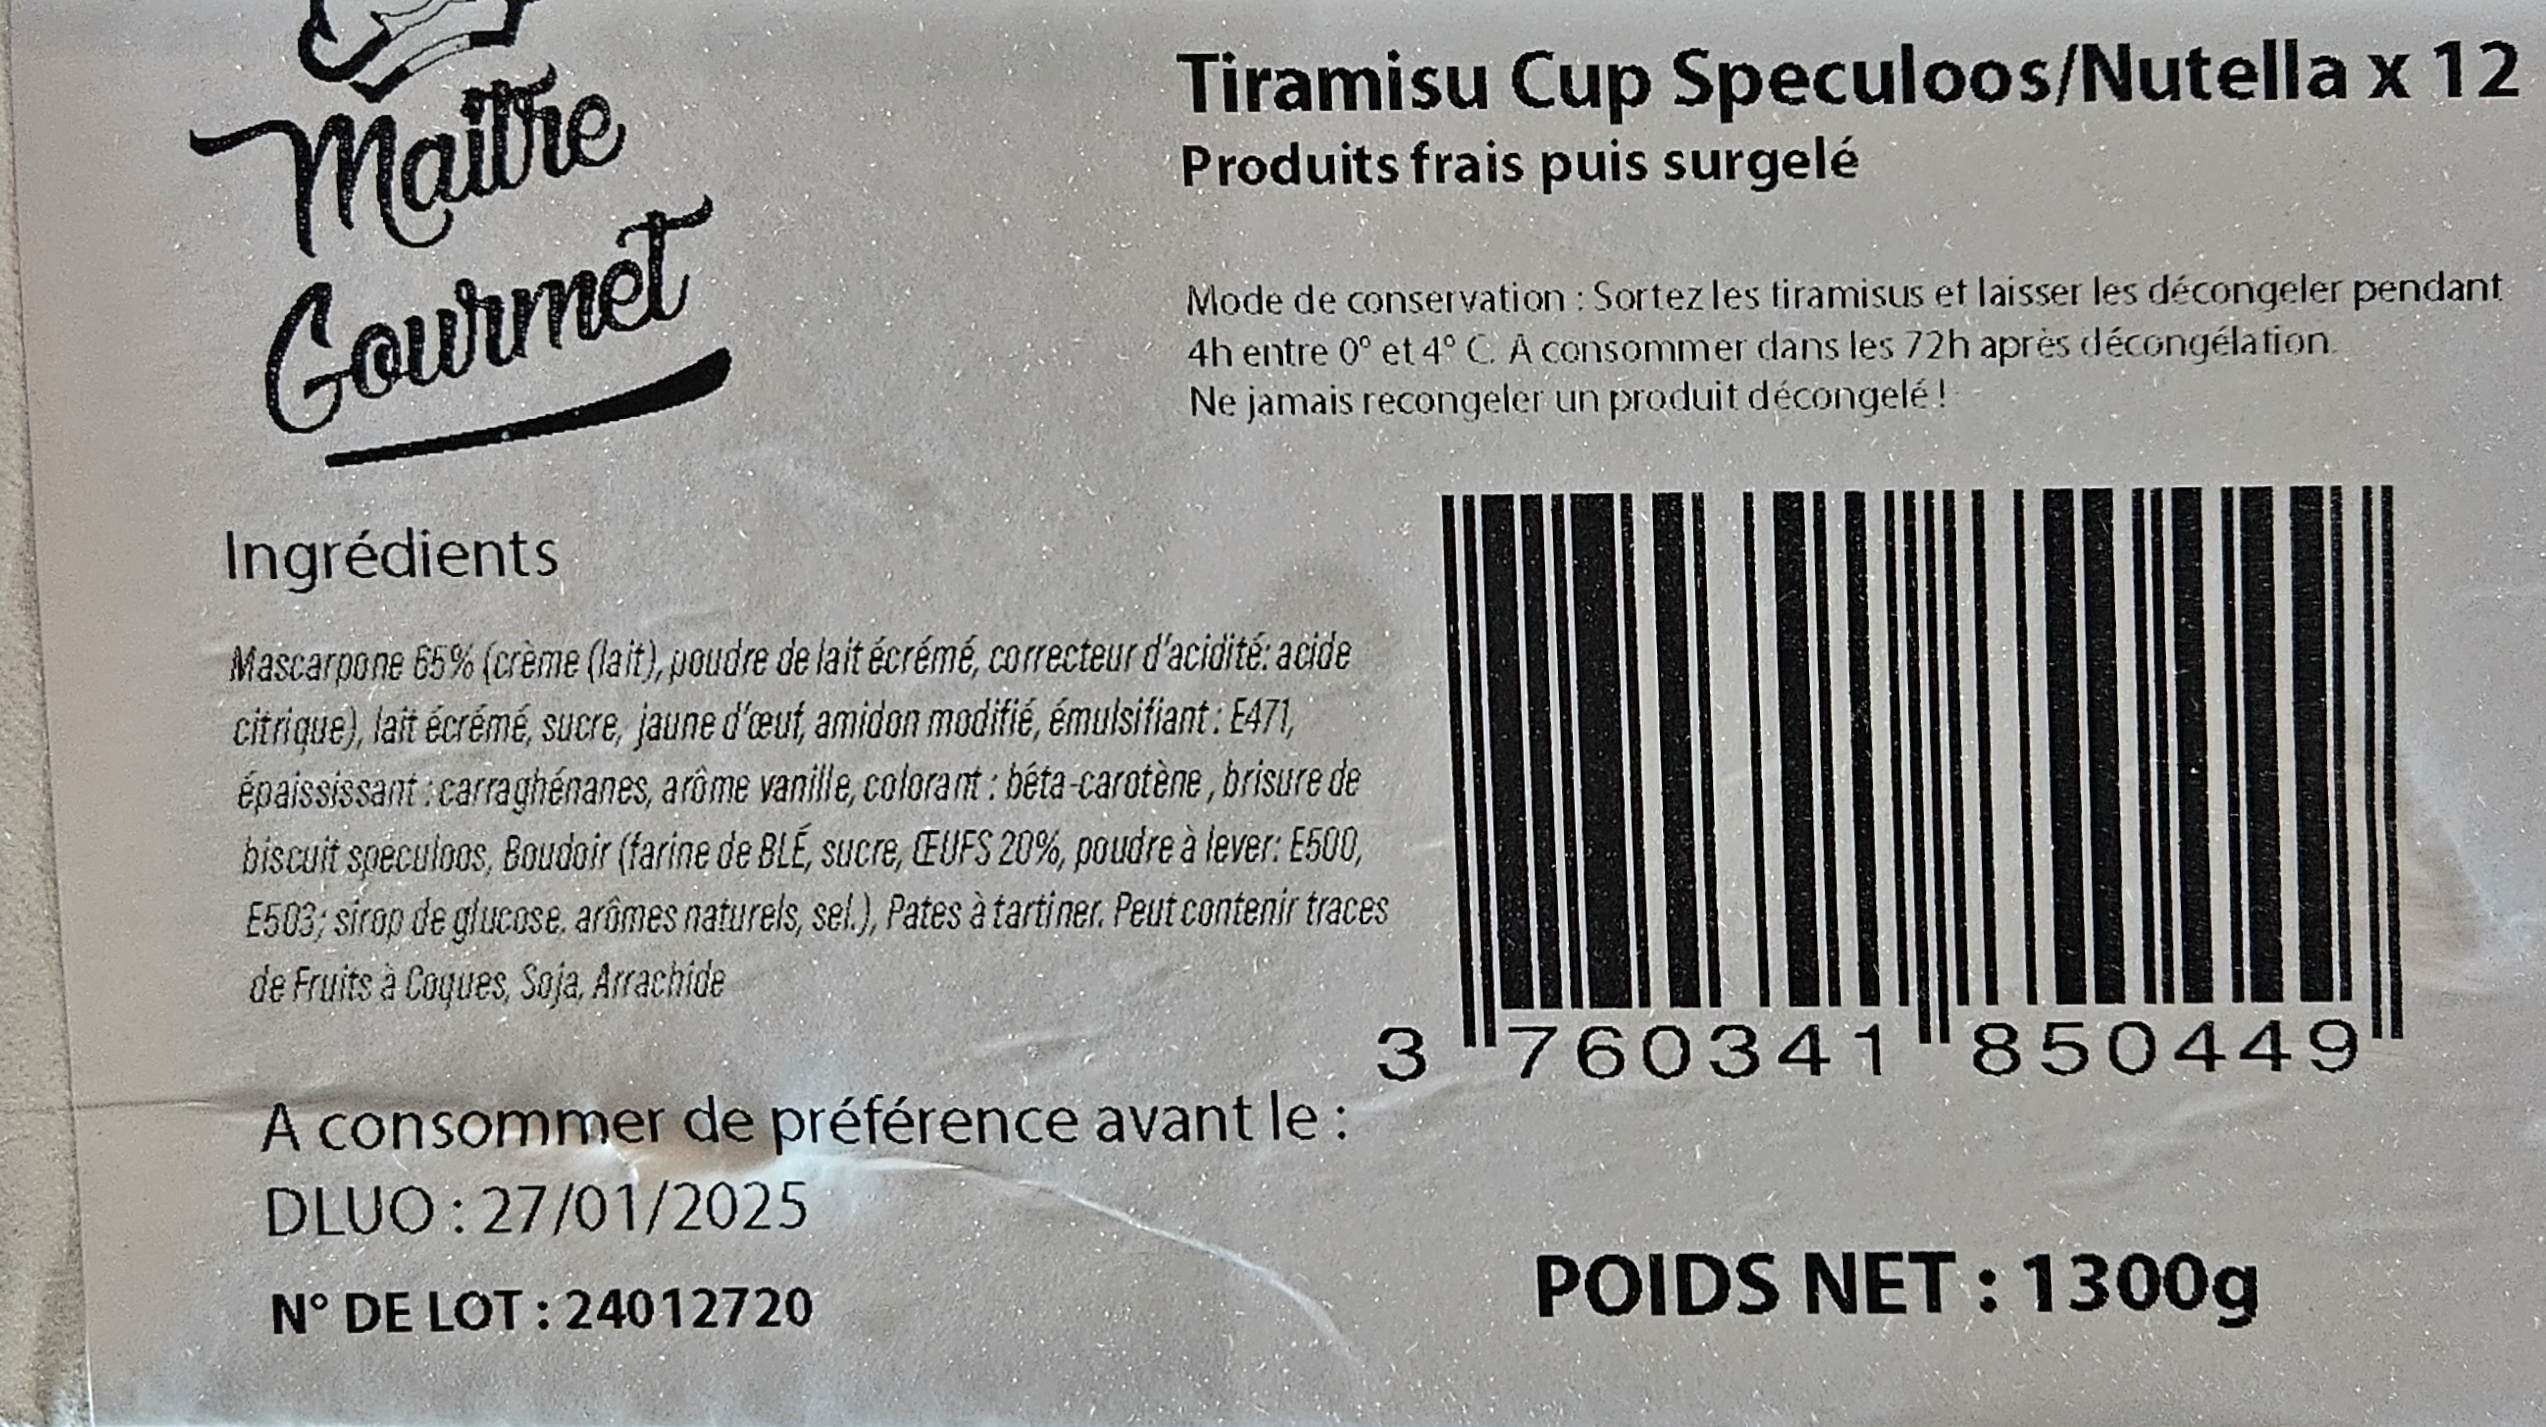 Maitre
Gourmet
Tiramisu Cup Speculoos/Nutella x 12
Produits frais puis surgelé
Mode de conservation : Sortez les tiramisus et laisser les décongeler pendant
4h entre 0° et 4° C. A consommer dans les 72h après décongélation.
Ne jamais recongeler un produit décongelé !
Ingrédients
Mascarpone 65% (crème (lait), poudre de lait écrémé, correcteur d'acidité: acide
citrique), lait écrémé, sucre, jaune d'œuf, amidon modifié, émulsifiant : E471,
épaississant : carraghénanes, arôme vanille, colorant : béta-carotène , brisure de
biscuit speculoos, Boudoir (farine de BLÉ, sucre, ŒUFS 20%, poudre à lever: E500,
E503; sirop de glucose, arômes naturels, sel.), Pates à tartiner. Peut contenir traces
de Fruits à Coques, Soja, Arrachide
3 760341 850449
A consommer de préférence avant le :
DLUO : 27/01/2025
N° DE LOT : 24012720
POIDS NET : 1300g